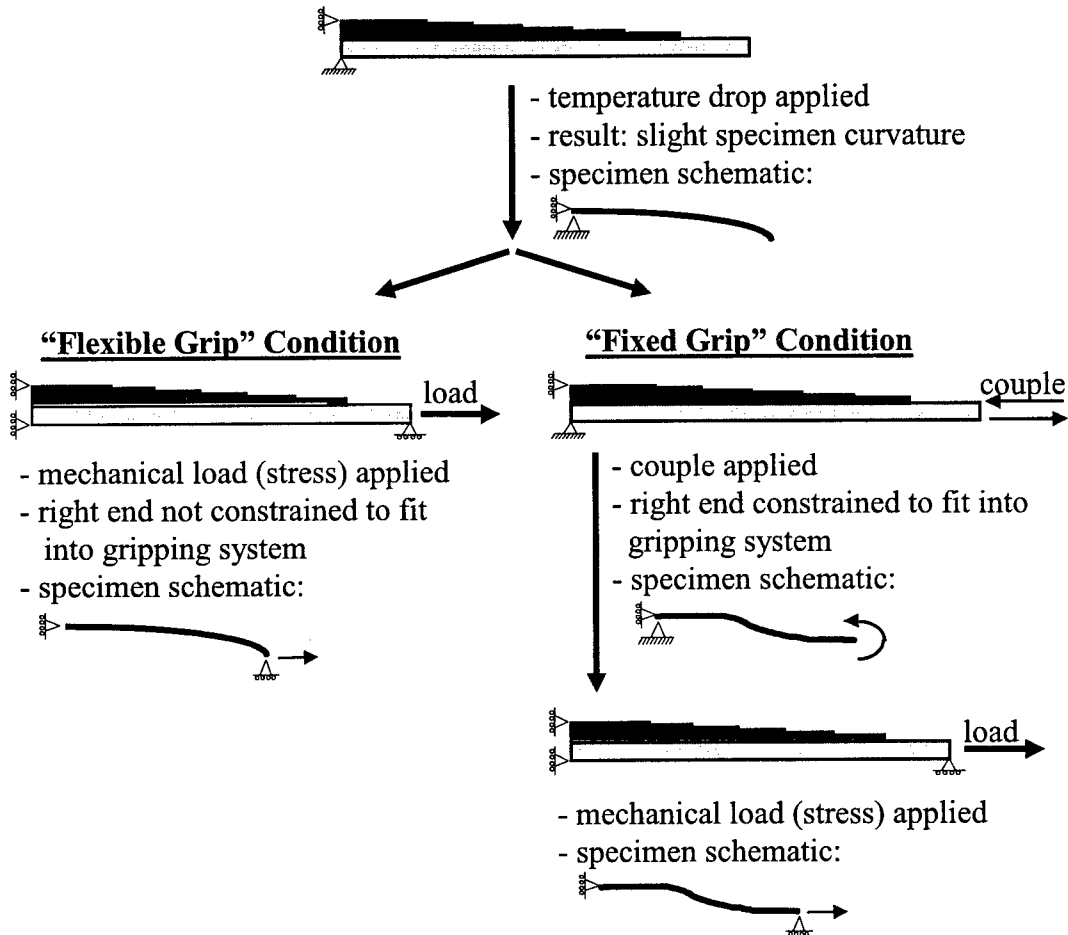 - temperature drop applied
- result: slight specimen curvature
- specimen schematic:
“Flexible Grip” Condition
load
- mechanical load (stress) applied
- right end not constrained to fit
into gripping system
- specimen schematic:
“Fixed Grip” Condition
couple
- couple applied
- right end constrained to fit into
gripping system
- specimen schematic:
load
- mechanical load (stress) applied
- specimen schematic: